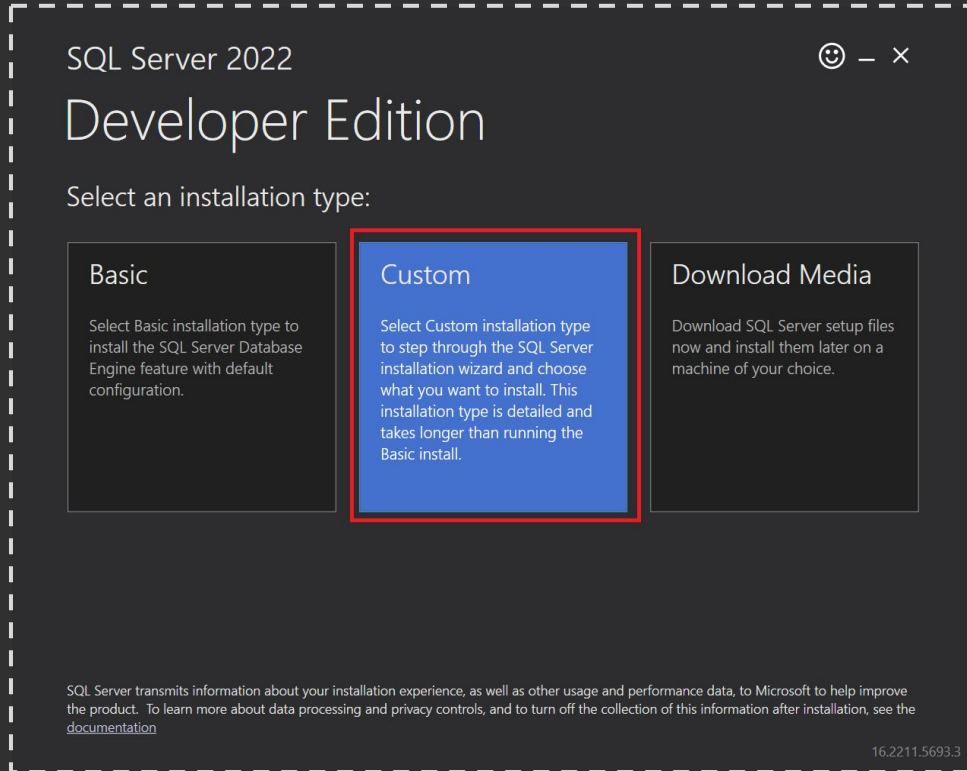 SQL Server 2022
Developer Edition
Select an installation type:
Basic
Select Basic installation type to
install the SQL Server Database
Engine feature with default
configuration.
Custom
Select Custom installation type
to step through the SQL Server
installation wizard and choose
what you want to install. This
installation type is detailed and
takes longer than running the
Basic install.
Download Media
Download SQL Server setup files
now and install them later on a
machine of your choice.
SQL Server transmits information about your installation experience, as well as other usage and performance data, to Microsoft to help improve
the product. To learn more about data processing and privacy controls, and to turn off the collection of this information after installation, see the
documentation
16.2211.5693.3